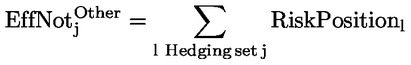 EffNot_j^Other = ∑_{l Hedging set j} RiskPosition_l